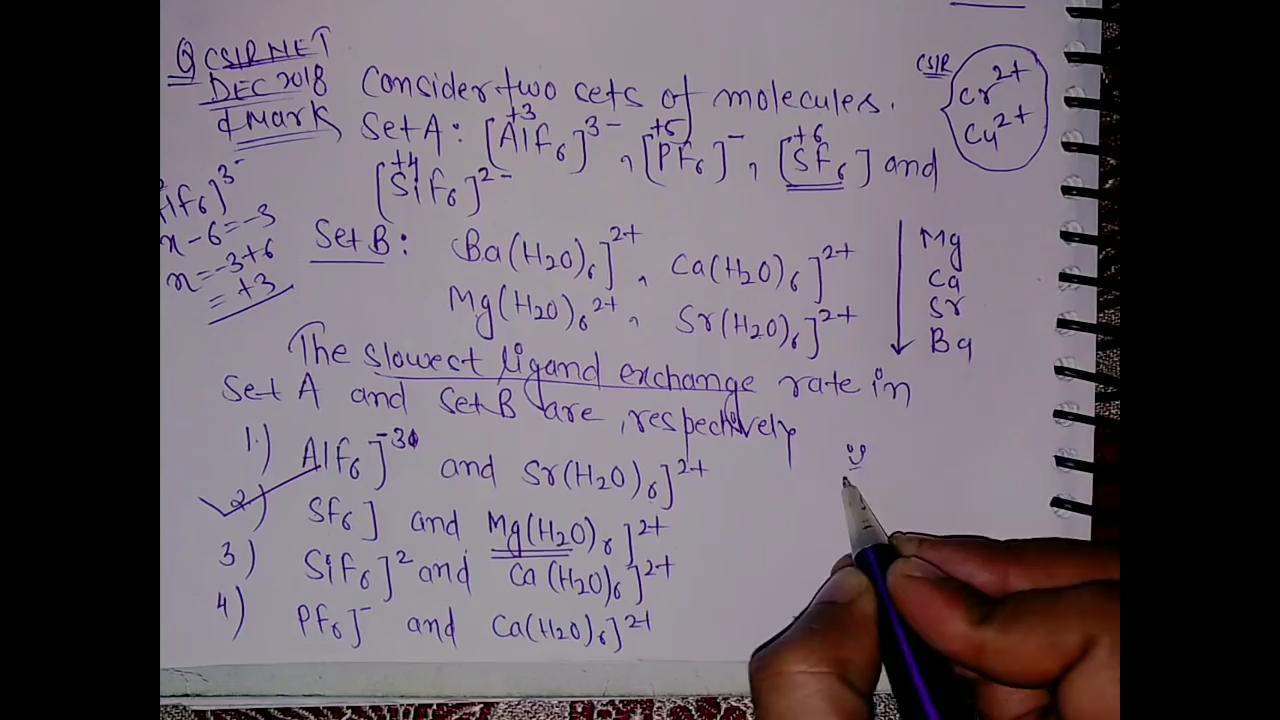 Q CSIR NET
DEC 2018
4 Mark
Consider two sets of molecules.
Set A: [AlF6]3-, [PF6]-, [SF6] and
+3 +5 +6
[SiF6]2-
+4
lF6]3-
x-6=-3
x=-3+6
=+3
Set B: Ba(H2O)6]2+, Ca(H2O)6]2+
Mg(H2O)6 2+, Sr(H2O)6]2+
CSIR
Cr2+
Cu2+
Mg
Ca
Sr
Ba
The slowest ligand exchange rate in
Set A and Set B are, respectively
1.) AlF6]-3 and Sr(H2O)6]2+
2) SF6] and Mg(H2O)6]2+
3) SiF6]2 and Ca(H2O)6]2+
4) PF6]- and Ca(H2O)6]2+